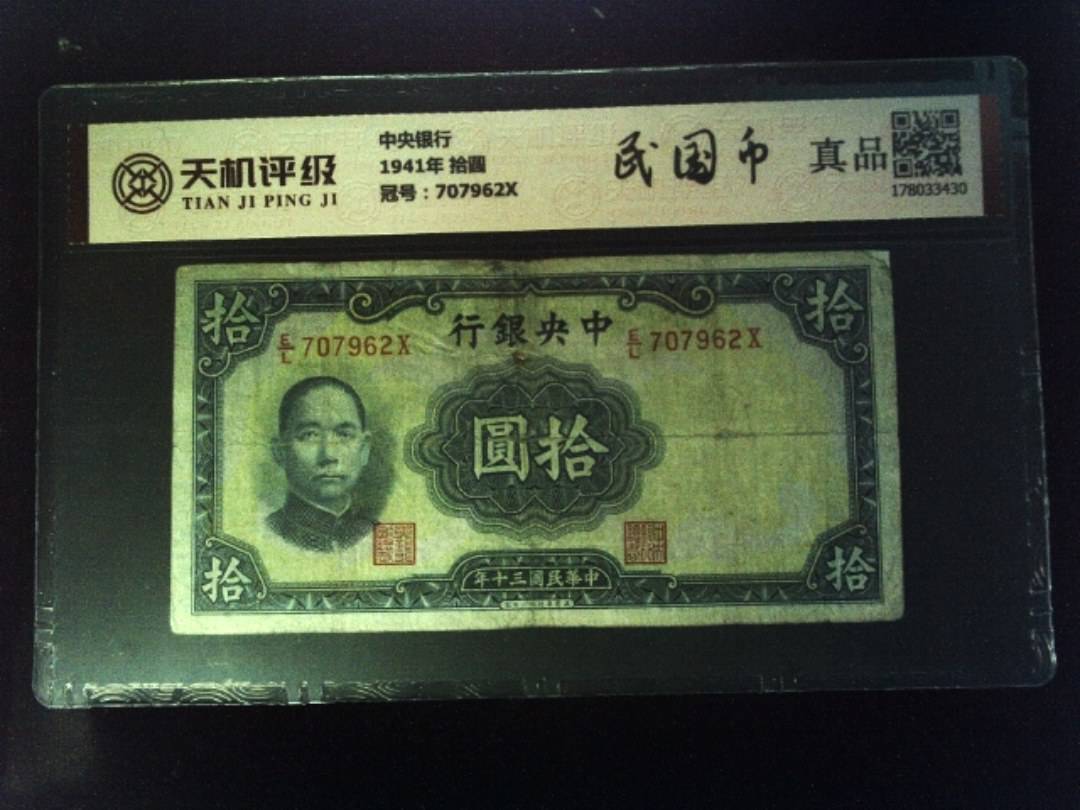 天机评级
TIAN JI PING JI
中央银行
1941年 拾圓
冠号：707962X
民国币
真品
178033430
拾
拾
行銀央中
E/L 707962X
E/L 707962X
圓拾
年十三國民華中
拾
拾